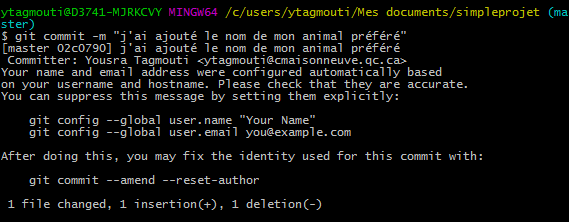 ytagmouti@D3741-MJRKCVY MINGW64 /c/users/ytagmouti/Mes documents/simpleprojet (ma
ster)
$ git commit -m "j'ai ajouté le nom de mon animal préféré"
[master 02c0790] j'ai ajouté le nom de mon animal préféré
Committer: Yousra Tagmouti <ytagmouti@cmaisonneuve.qc.ca>
Your name and email address were configured automatically based
on your username and hostname. Please check that they are accurate.
You can suppress this message by setting them explicitly:
git config --global user.name "Your Name"
git config --global user.email you@example.com
After doing this, you may fix the identity used for this commit with:
git commit --amend --reset-author
1 file changed, 1 insertion(+), 1 deletion(-)